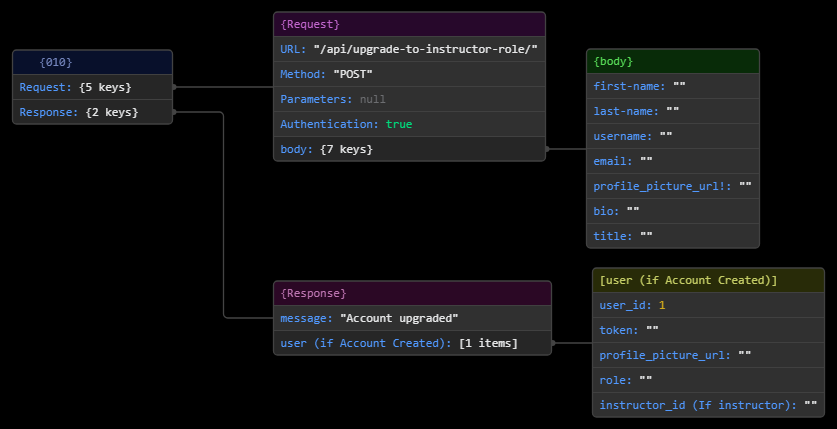 {010}
Request: {5 keys}
Response: {2 keys}
{Request}
URL: "/api/upgrade-to-instructor-role/"
Method: "POST"
Parameters: null
Authentication: true
body: {7 keys}
{body}
first-name: ""
last-name: ""
username: ""
email: ""
profile_picture_url!: ""
bio: ""
title: ""
{Response}
message: "Account upgraded"
user (if Account Created): [1 items]
[user (if Account Created)]
user_id: 1
token: ""
profile_picture_url: ""
role: ""
instructor_id (If instructor): ""